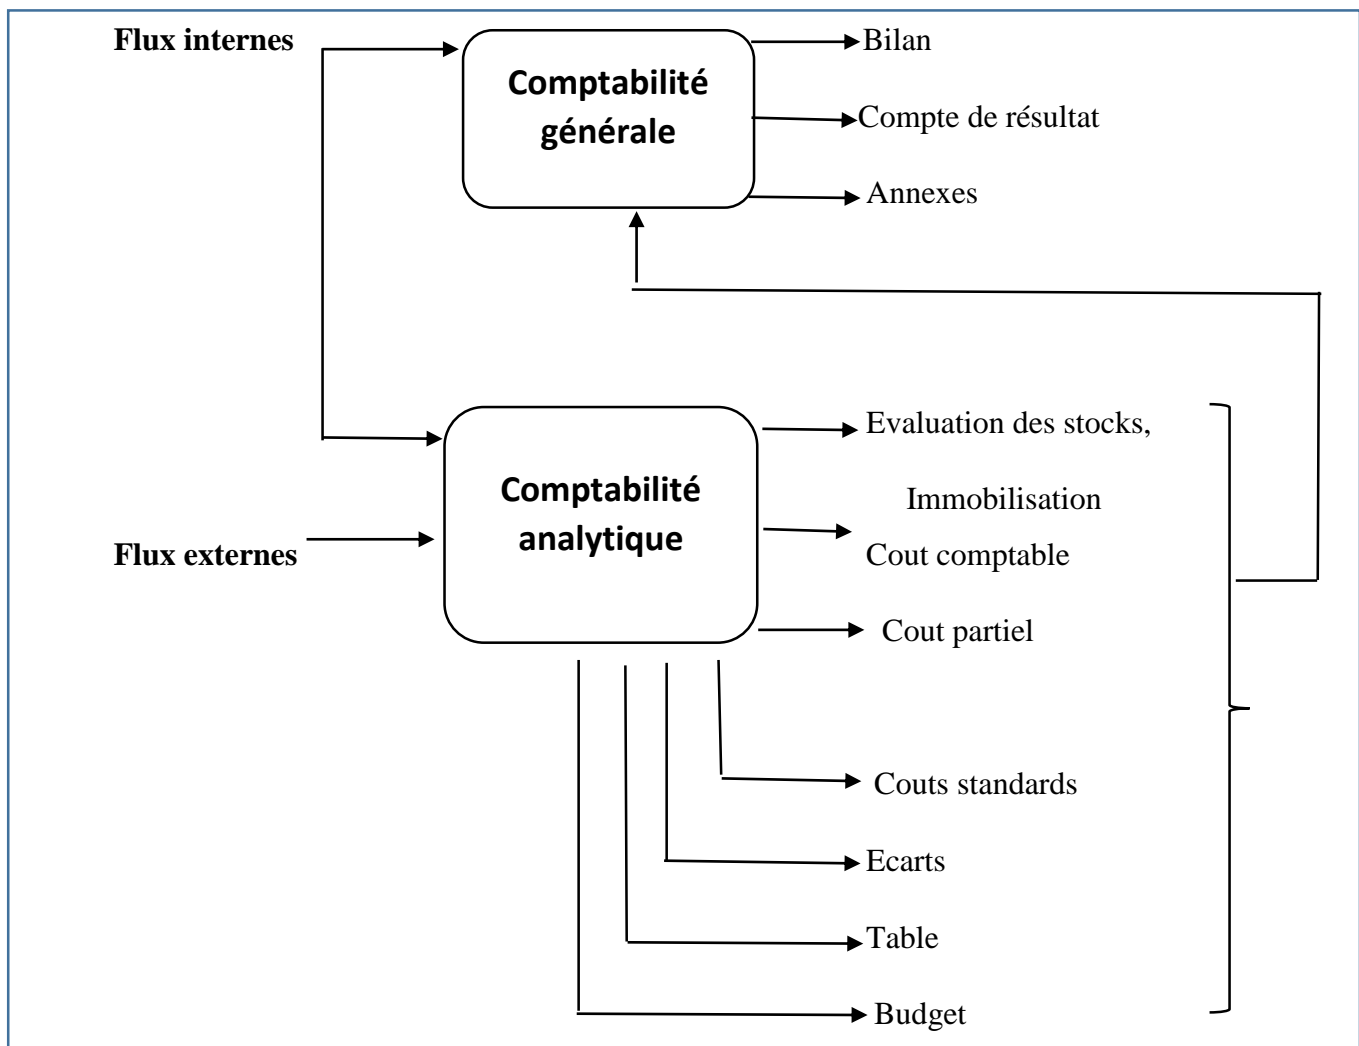 Flux internes
Comptabilité
générale
Bilan
Compte de résultat
Annexes
Flux externes
Comptabilité
analytique
Evaluation des stocks,
Immobilisation
Cout comptable
Cout partiel
Couts standards
Ecarts
Table
Budget